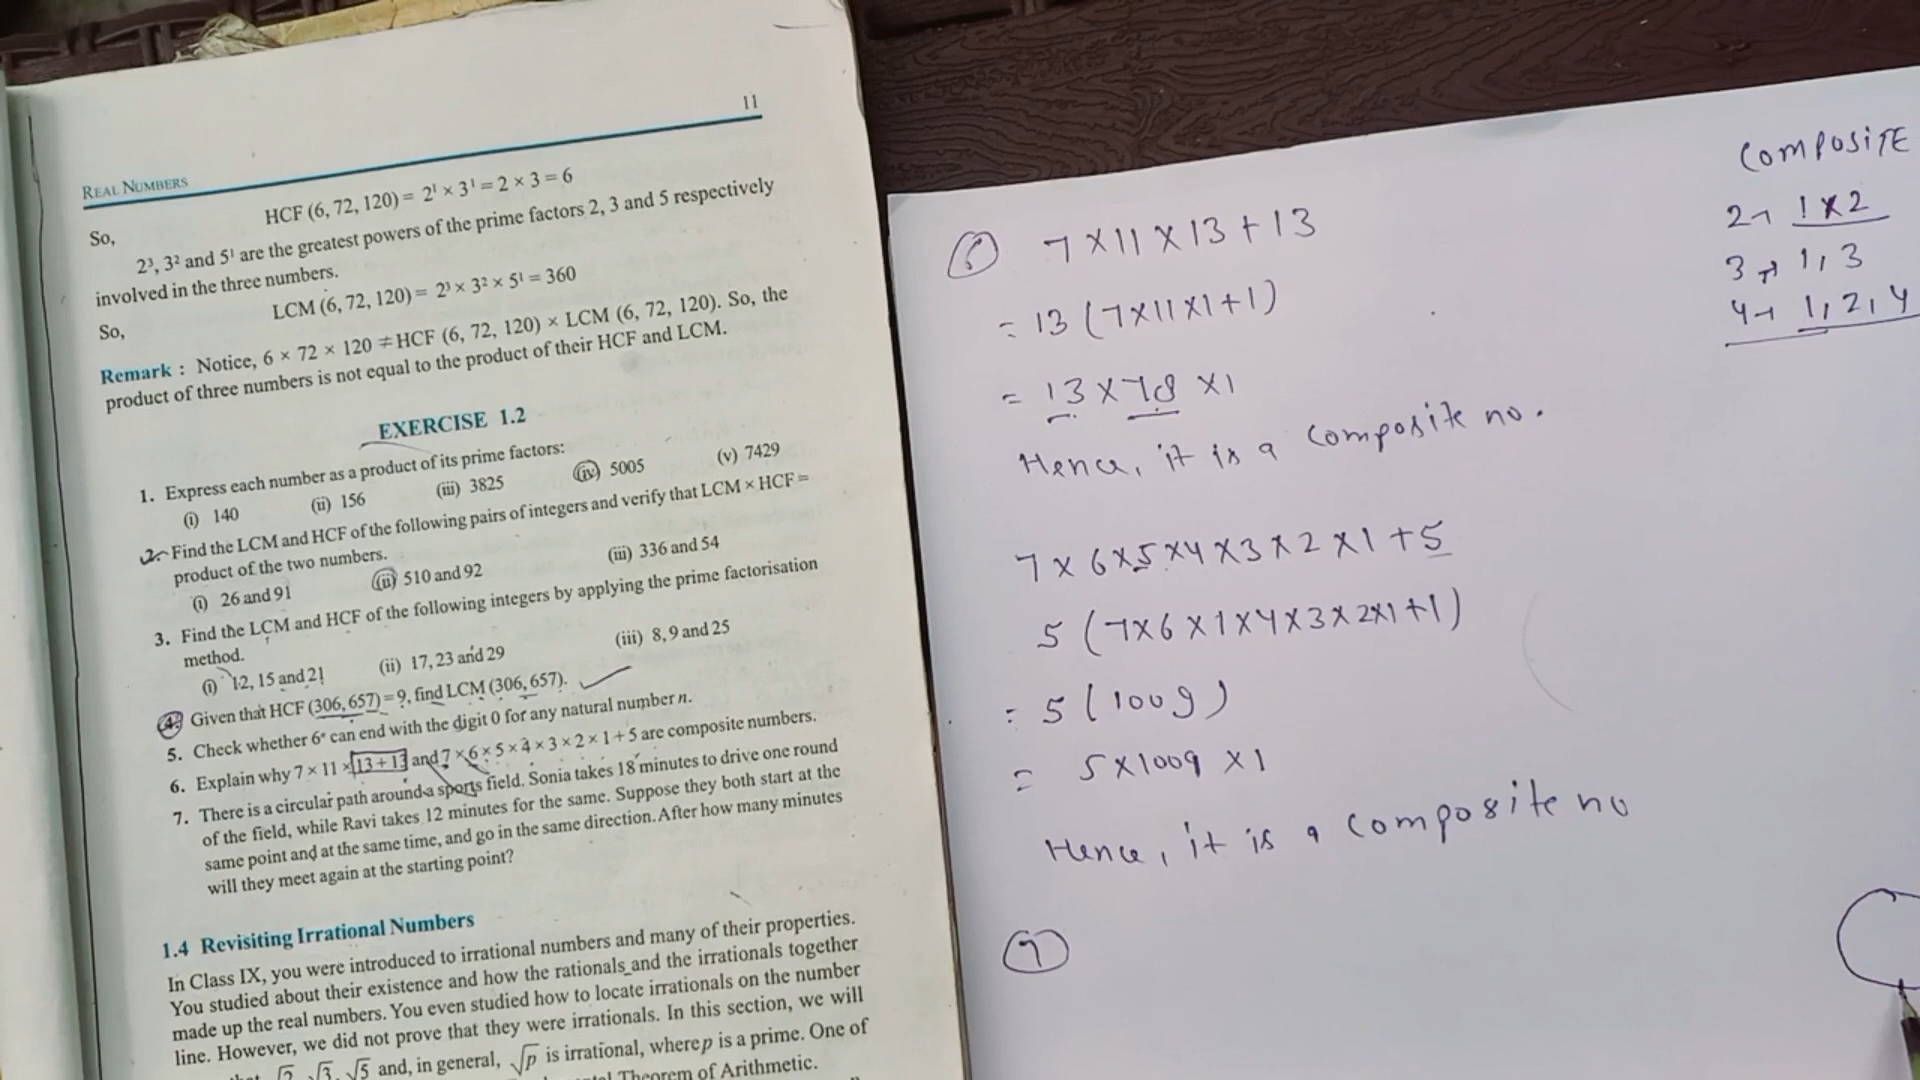 11
REAL NUMBERS
HCF (6, 72, 120) = 2¹ × 3¹ = 2 × 3 = 6
So,
2³, 3² and 5¹ are the greatest powers of the prime factors 2, 3 and 5 respectively
involved in the three numbers.
LCM (6, 72, 120) = 2³ × 3² × 5¹ = 360
So,
Remark : Notice, 6 × 72 × 120 ≠ HCF (6, 72, 120) × LCM (6, 72, 120). So, the
product of three numbers is not equal to the product of their HCF and LCM.
EXERCISE 1.2
1. Express each number as a product of its prime factors:
(i) 140 (ii) 156 (iii) 3825 (iv) 5005 (v) 7429
2. Find the LCM and HCF of the following pairs of integers and verify that LCM × HCF =
product of the two numbers.
(i) 26 and 91 (ii) 510 and 92 (iii) 336 and 54
3. Find the LCM and HCF of the following integers by applying the prime factorisation
method.
(i) 12, 15 and 21 (ii) 17, 23 and 29 (iii) 8, 9 and 25
4. Given that HCF (306, 657) = 9, find LCM (306, 657).
5. Check whether 6ⁿ can end with the digit 0 for any natural number n.
6. Explain why 7 × 11 × 13 + 13 and 7 × 6 × 5 × 4 × 3 × 2 × 1 + 5 are composite numbers.
7. There is a circular path around a sports field. Sonia takes 18 minutes to drive one round
of the field, while Ravi takes 12 minutes for the same. Suppose they both start at the
same point and at the same time, and go in the same direction. After how many minutes
will they meet again at the starting point?
1.4 Revisiting Irrational Numbers
In Class IX, you were introduced to irrational numbers and many of their properties.
You studied about their existence and how the rationals and the irrationals together
made up the real numbers. You even studied how to locate irrationals on the number
line. However, we did not prove that they were irrationals. In this section, we will
√2, √3, √5 and, in general, √p is irrational, where p is a prime. One of
Theorem of Arithmetic.
COMPOSITE
2→ 1×2
3→ 1, 3
4→ 1, 2, 4
6 7×11×13+13
= 13 (7×11×1+1)
= 13×78×1
Hence, it is a composite no.
7×6×5×4×3×2×1+5
5 (7×6×1×4×3×2×1+1)
= 5 (1009)
= 5×1009×1
Hence, it is a composite no
7